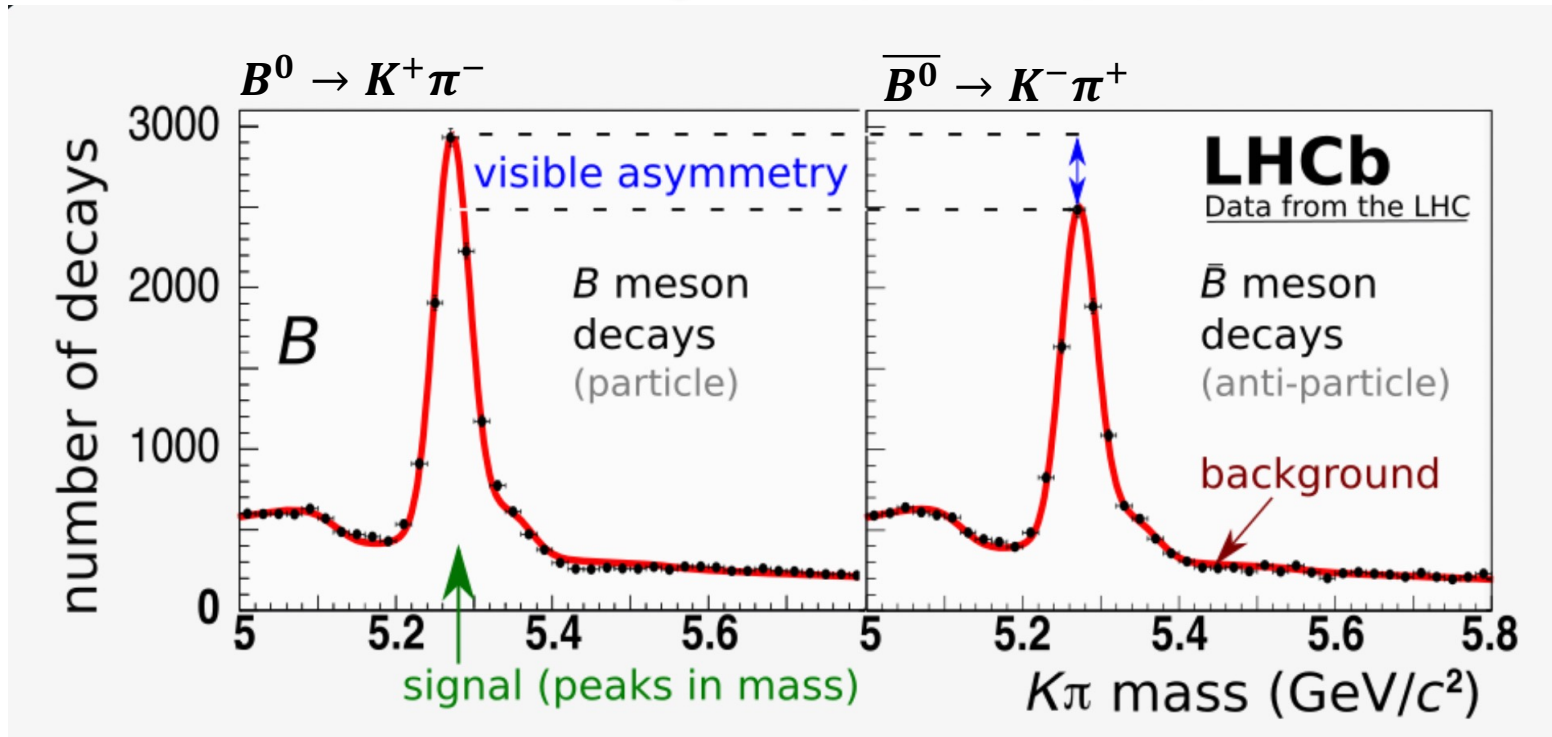 B⁰ → K⁺π⁻
B̅⁰ → K⁻π⁺
number of decays
3000
2000
1000
0
visible asymmetry
B
B meson
decays
(particle)
5
5.2
5.4
5.6
signal (peaks in mass)
LHCb
Data from the LHC
B̄ meson
decays
(anti-particle)
background
5
5.2
5.4
5.6
5.8
Kπ mass (GeV/c²)